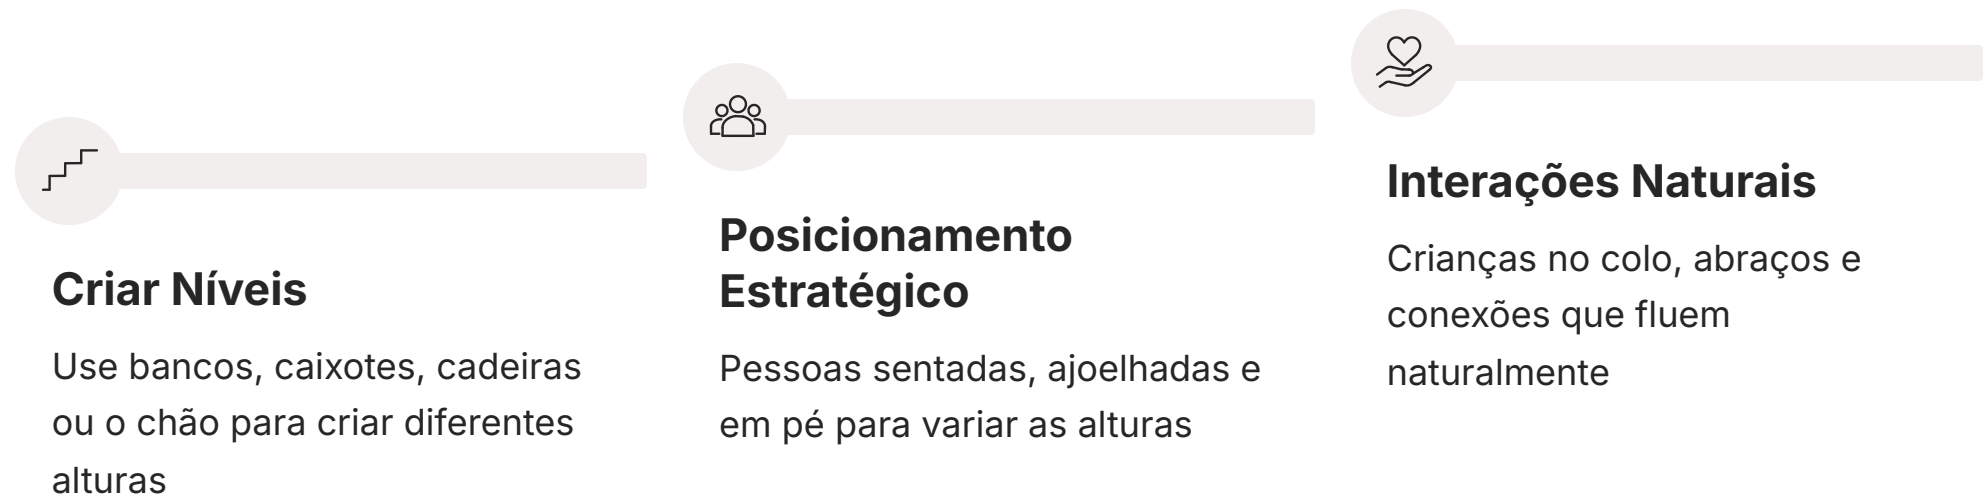 Criar Níveis
Use bancos, caixotes, cadeiras
ou o chão para criar diferentes
alturas
Posicionamento
Estratégico
Pessoas sentadas, ajoelhadas e
em pé para variar as alturas
Interações Naturais
Crianças no colo, abraços e
conexões que fluem
naturalmente